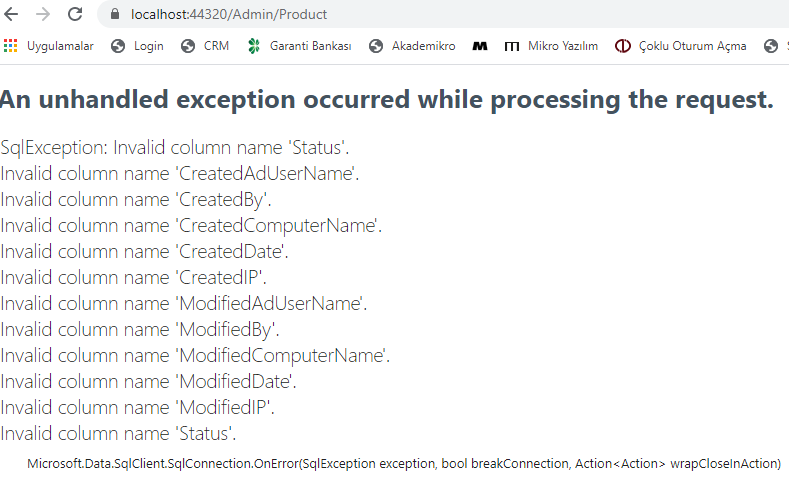 localhost:44320/Admin/Product
Uygulamalar Login CRM Garanti Bankası Akademikro Mikro Yazılım Çoklu Oturum Açma
An unhandled exception occurred while processing the request.
SqlException: Invalid column name 'Status'.
Invalid column name 'CreatedAdUserName'.
Invalid column name 'CreatedBy'.
Invalid column name 'CreatedComputerName'.
Invalid column name 'CreatedDate'.
Invalid column name 'CreatedIP'.
Invalid column name 'ModifiedAdUserName'.
Invalid column name 'ModifiedBy'.
Invalid column name 'ModifiedComputerName'.
Invalid column name 'ModifiedDate'.
Invalid column name 'ModifiedIP'.
Invalid column name 'Status'.
Microsoft.Data.SqlClient.SqlConnection.OnError(SqlException exception, bool breakConnection, Action<Action> wrapCloseInAction)